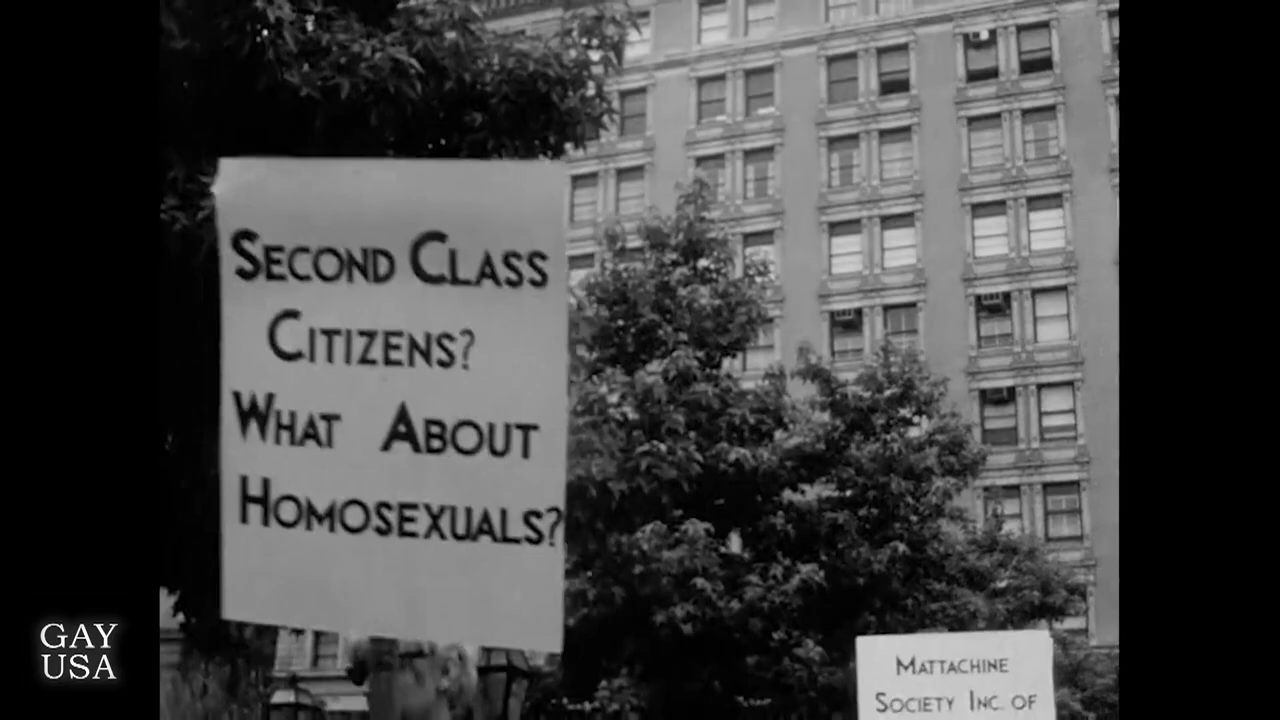 SECOND CLASS
CITIZENS?
WHAT ABOUT
HOMOSEXUALS?
MATTACHINE
SOCIETY INC. OF
GAY
USA